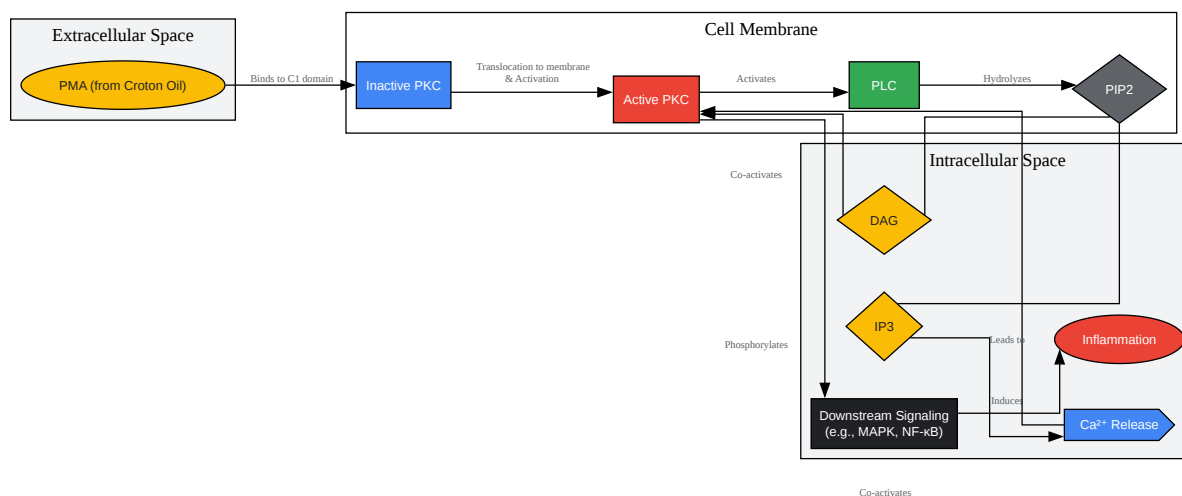 Extracellular Space
PMA (from Croton Oil)
Binds to C1 domain
Cell Membrane
Inactive PKC
Translocation to membrane
& Activation
Active PKC
Activates
PLC
Hydrolyzes
PIP2
Intracellular Space
Co-activates
DAG
IP3
Phosphorylates
Leads to
Inflammation
Induces
Downstream Signaling
(e.g., MAPK, NF-κB)
Ca²⁺ Release
Co-activates